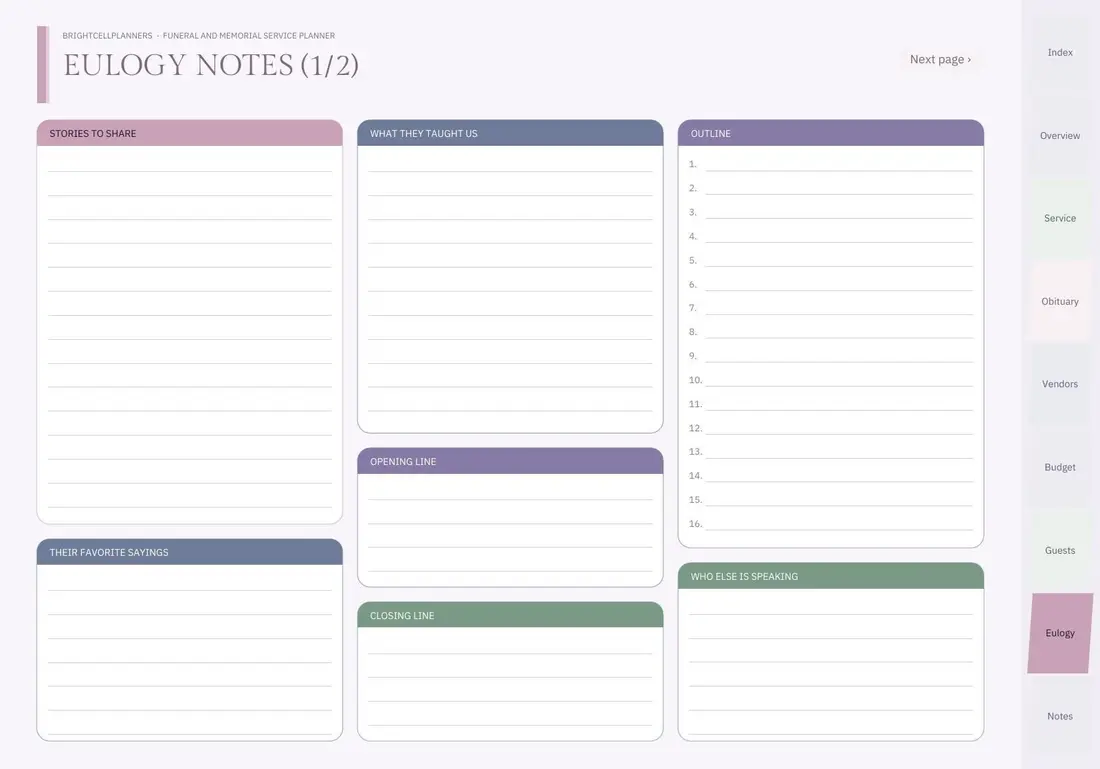 BRIGHTCELLPLANNERS · FUNERAL AND MEMORIAL SERVICE PLANNER
EULOGY NOTES (1/2)
Next page ›
STORIES TO SHARE
THEIR FAVORITE SAYINGS
WHAT THEY TAUGHT US
OPENING LINE
CLOSING LINE
OUTLINE
1.
2.
3.
4.
5.
6.
7.
8.
9.
10.
11.
12.
13.
14.
15.
16.
WHO ELSE IS SPEAKING
Index
Overview
Service
Obituary
Vendors
Budget
Guests
Eulogy
Notes